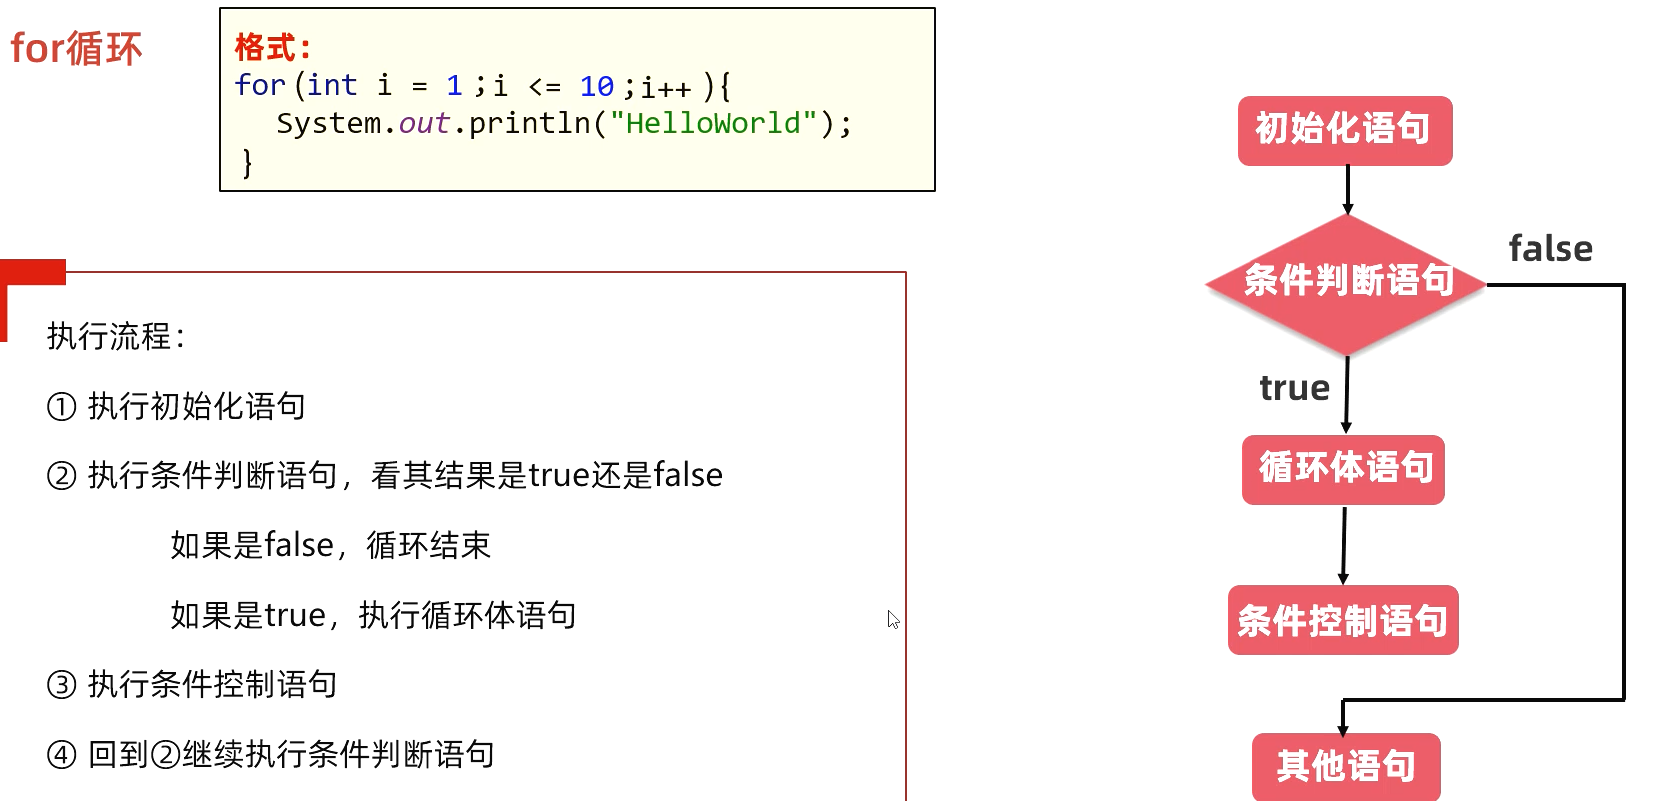 for循环
格式：
for(int i = 1;i <= 10;i++){
System.out.println("HelloWorld");
}
执行流程：
① 执行初始化语句
② 执行条件判断语句，看其结果是true还是false
如果是false，循环结束
如果是true，执行循环体语句
③ 执行条件控制语句
④ 回到②继续执行条件判断语句
初始化语句
条件判断语句
false
true
循环体语句
条件控制语句
其他语句